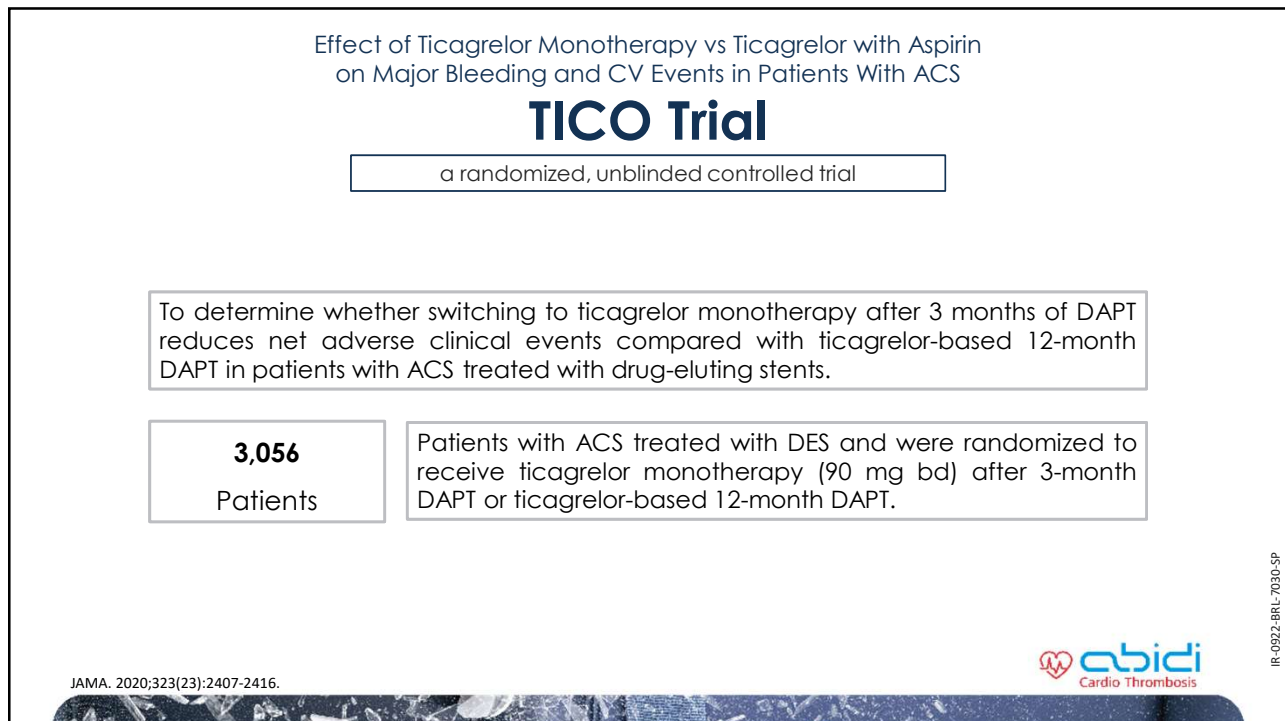 Effect of Ticagrelor Monotherapy vs Ticagrelor with Aspirin
on Major Bleeding and CV Events in Patients With ACS
TICO Trial
a randomized, unblinded controlled trial
To determine whether switching to ticagrelor monotherapy after 3 months of DAPT
reduces net adverse clinical events compared with ticagrelor-based 12-month
DAPT in patients with ACS treated with drug-eluting stents.
3,056
Patients
Patients with ACS treated with DES and were randomized to
receive ticagrelor monotherapy (90 mg bd) after 3-month
DAPT or ticagrelor-based 12-month DAPT.
IR-0922-BRL-7030-SP
abidi
Cardio Thrombosis
JAMA. 2020;323(23):2407-2416.